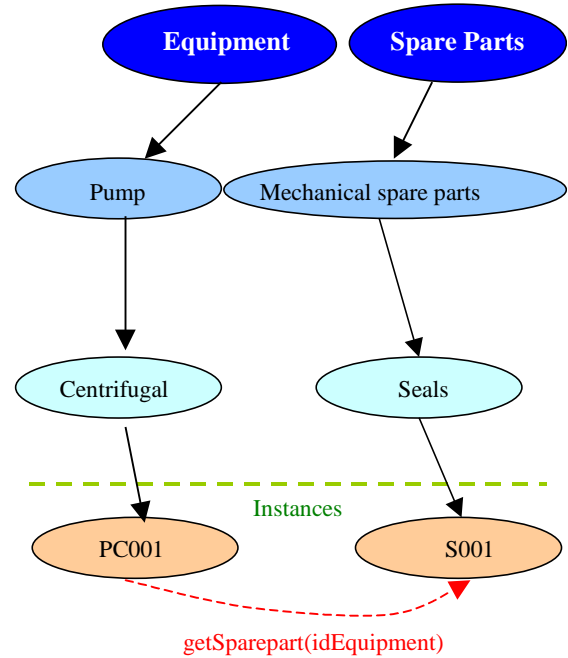 Equipment
Spare Parts
Pump
Mechanical spare parts
Centrifugal
Seals
Instances
PC001
S001
getSparepart(idEquipment)